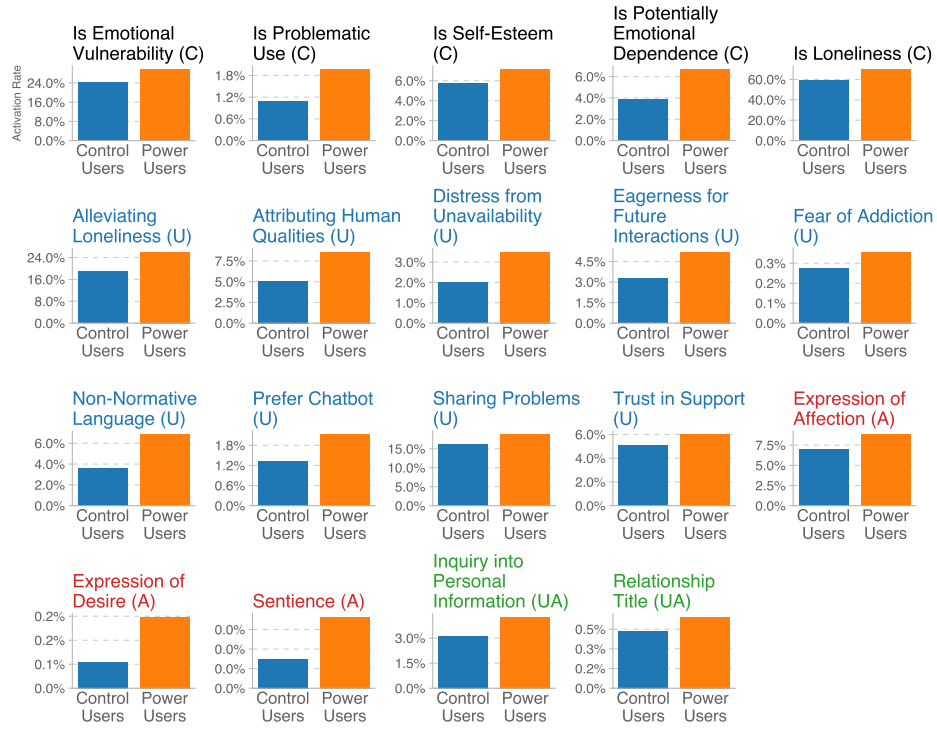 Is Emotional
Vulnerability (C)
Is Problematic
Use (C)
Is Self-Esteem
(C)
Is Potentially
Emotional
Dependence (C)
Is Loneliness (C)
Activation Rate
24.0%
16.0%
8.0%
0.0%
Control
Users
Power
Users
1.8%
1.2%
0.6%
0.0%
Control
Users
Power
Users
6.0%
4.0%
2.0%
0.0%
Control
Users
Power
Users
6.0%
4.0%
2.0%
0.0%
Control
Users
Power
Users
60.0%
40.0%
20.0%
0.0%
Control
Users
Power
Users
Alleviating
Loneliness (U)
24.0%
16.0%
8.0%
0.0%
Control
Users
Power
Users
Attributing Human
Qualities (U)
7.5%
5.0%
2.5%
0.0%
Control
Users
Power
Users
Distress from
Unavailability
(U)
3.0%
2.0%
1.0%
0.0%
Control
Users
Power
Users
Eagerness for
Future
Interactions (U)
4.5%
3.0%
1.5%
0.0%
Control
Users
Power
Users
Fear of Addiction
(U)
0.3%
0.2%
0.1%
0.0%
Control
Users
Power
Users
Non-Normative
Language (U)
6.0%
4.0%
2.0%
0.0%
Control
Users
Power
Users
Prefer Chatbot
(U)
1.8%
1.2%
0.6%
0.0%
Control
Users
Power
Users
Sharing Problems
(U)
15.0%
10.0%
5.0%
0.0%
Control
Users
Power
Users
Trust in Support
(U)
6.0%
4.0%
2.0%
0.0%
Control
Users
Power
Users
Expression of
Affection (A)
7.5%
5.0%
2.5%
0.0%
Control
Users
Power
Users
Expression of
Desire (A)
0.2%
0.2%
0.1%
0.0%
Control
Users
Power
Users
Sentience (A)
0.0%
0.0%
0.0%
Control
Users
Power
Users
Inquiry into
Personal
Information (UA)
3.0%
1.5%
0.0%
Control
Users
Power
Users
Relationship
Title (UA)
0.5%
0.3%
0.2%
0.0%
Control
Users
Power
Users